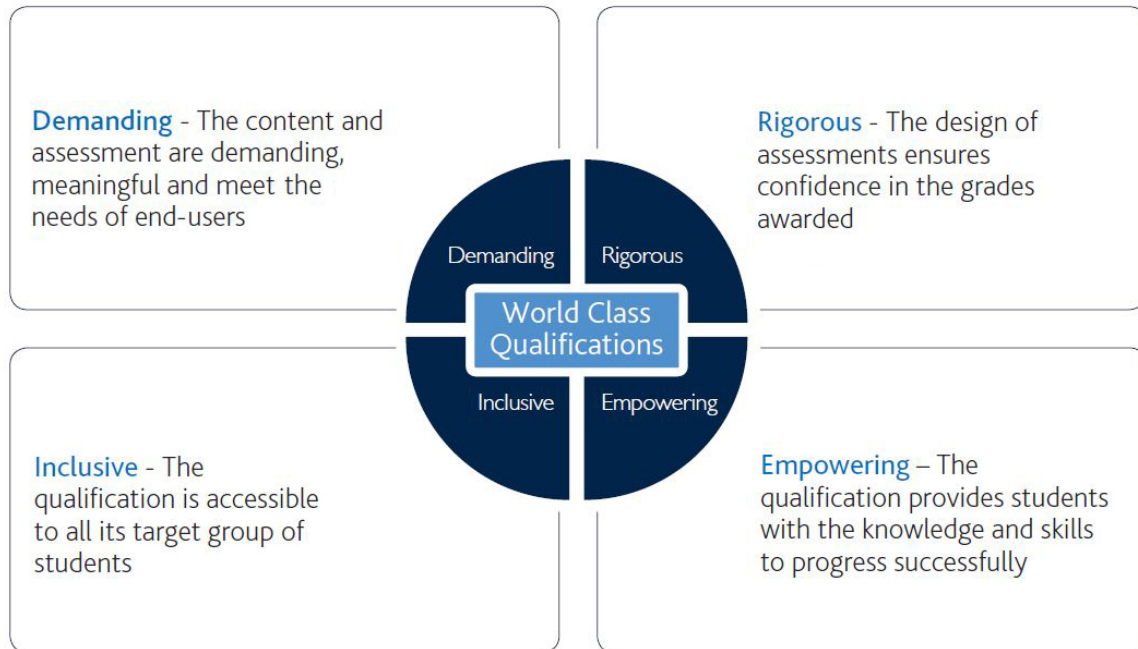 Demanding - The content and
assessment are demanding,
meaningful and meet the
needs of end-users
Rigorous - The design of
assessments ensures
confidence in the grades
awarded
Demanding
Rigorous
World Class
Qualifications
Inclusive
Empowering
Inclusive - The
qualification is accessible
to all its target group of
students
Empowering – The
qualification provides students
with the knowledge and skills
to progress successfully